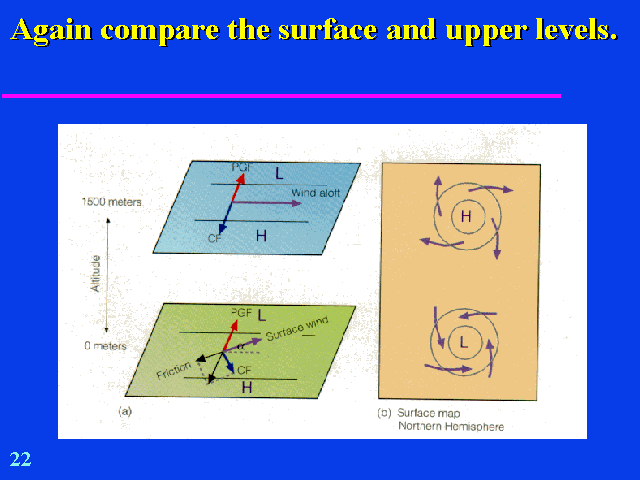 Again compare the surface and upper levels.
PGF
L
Wind aloft
1500 meters
H
CF
H
Altitude
PGF
L
Surface wind
0 meters
α
L
Friction
CF
H
(a)
(b) Surface map
Northern Hemisphere
22